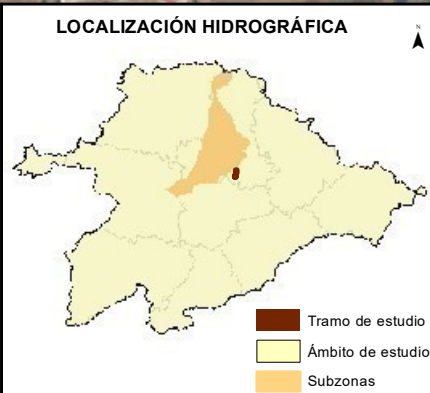 LOCALIZACIÓN HIDROGRÁFICA
N
Tramo de estudio
Ámbito de estudio
Subzonas